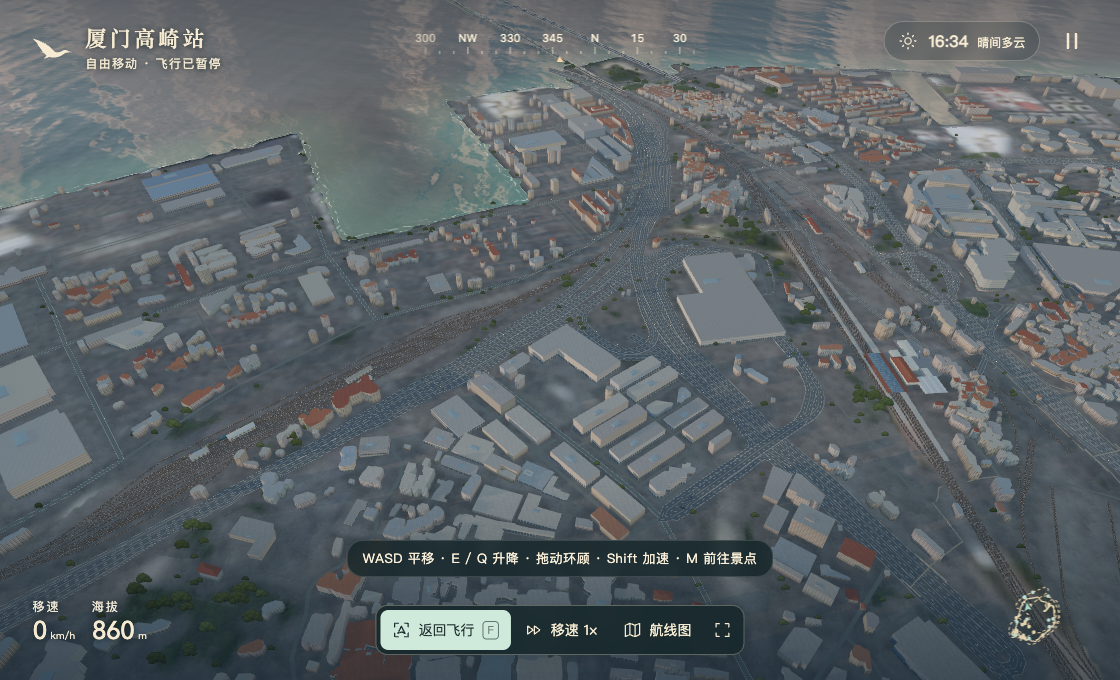 厦门高崎站
自由移动 · 飞行已暂停
300 NW 330 345 N 15 30
16:34 晴间多云
WASD 平移 · E / Q 升降 · 拖动环顾 · Shift 加速 · M 前往景点
移速 海拔
0 km/h 860 m
返回飞行 F 移速 1× 航线图